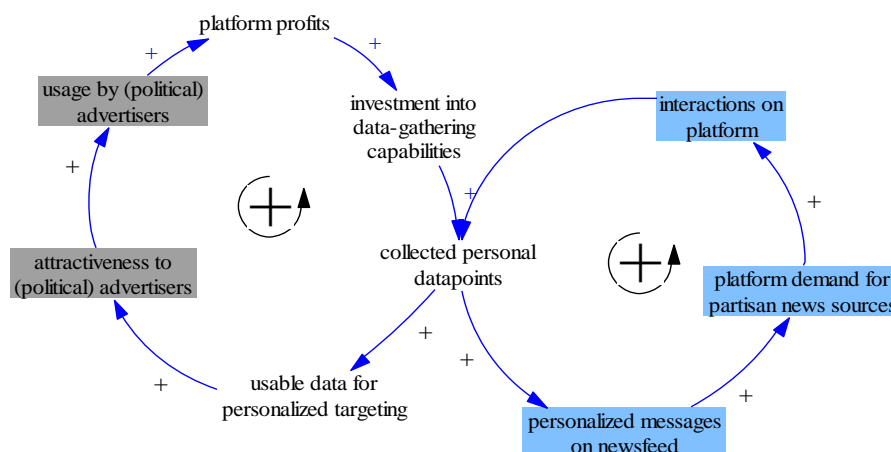 platform profits
+
+
usage by (political)
advertisers
investment into
data-gathering
capabilities
interactions on
platform
+
+
+
attractiveness to
(political) advertisers
collected personal
datapoints
platform demand for
partisan news sources
+
+
+
+
usable data for
personalized targeting
personalized messages
on newsfeed